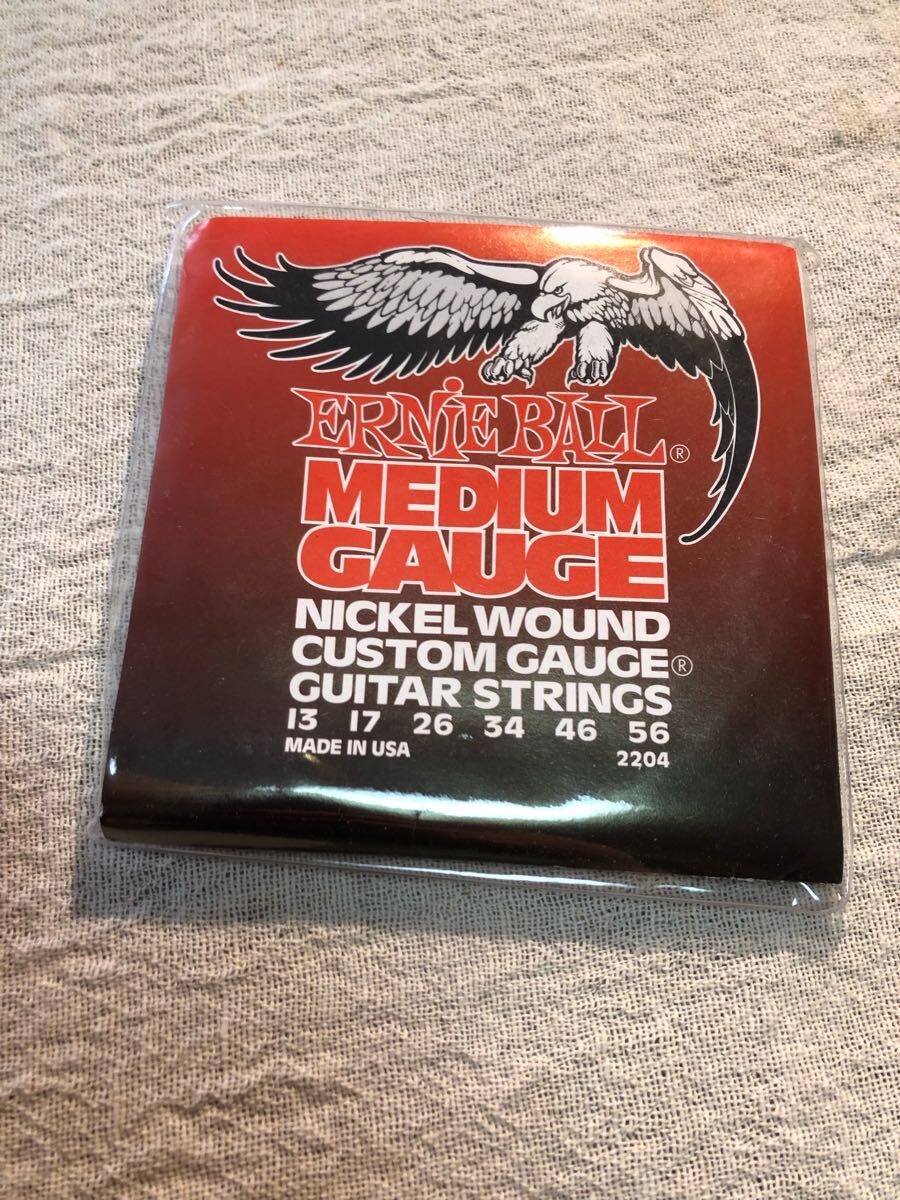 ERNiE BALL®
MEDIUM
GAUGE
NICKEL WOUND
CUSTOM GAUGE®
GUITAR STRINGS
13 17 26 34 46 56
MADE IN USA 2204